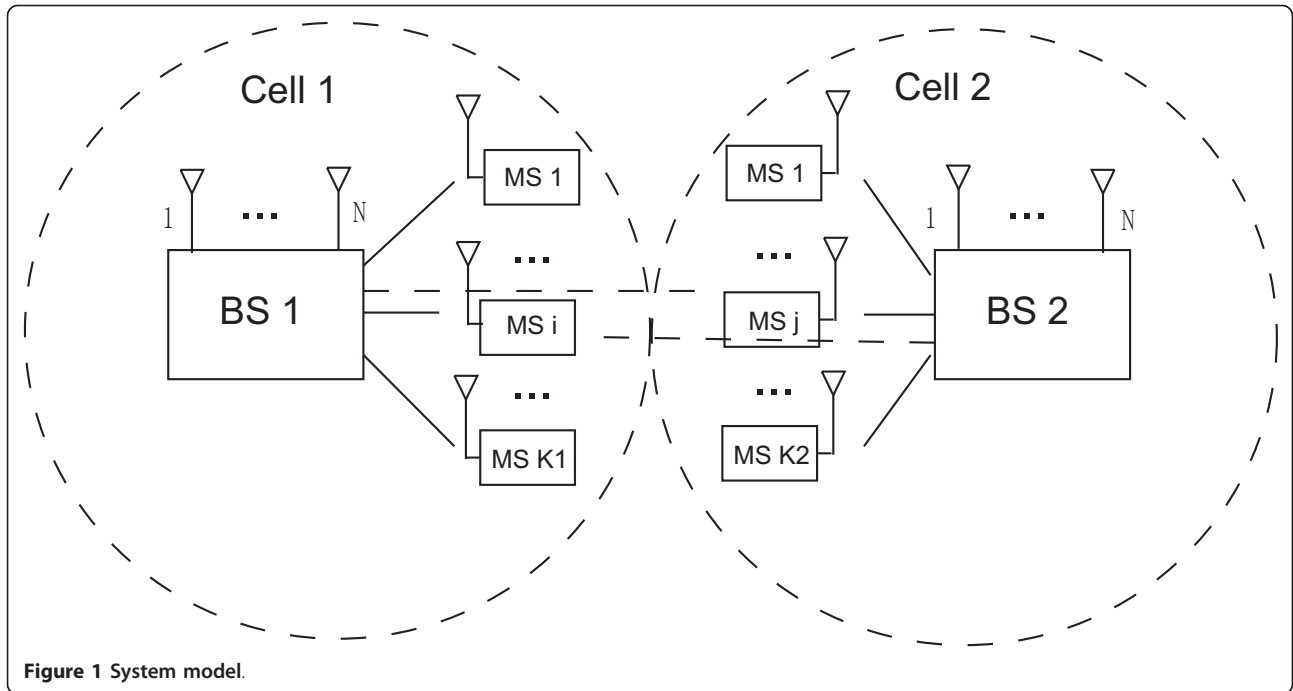 Cell 1
Cell 2
MS 1
MS 1
1
...
N
1
...
N
...
...
BS 1
MS i
MS j
BS 2
...
...
MS K1
MS K2
Figure 1 System model.